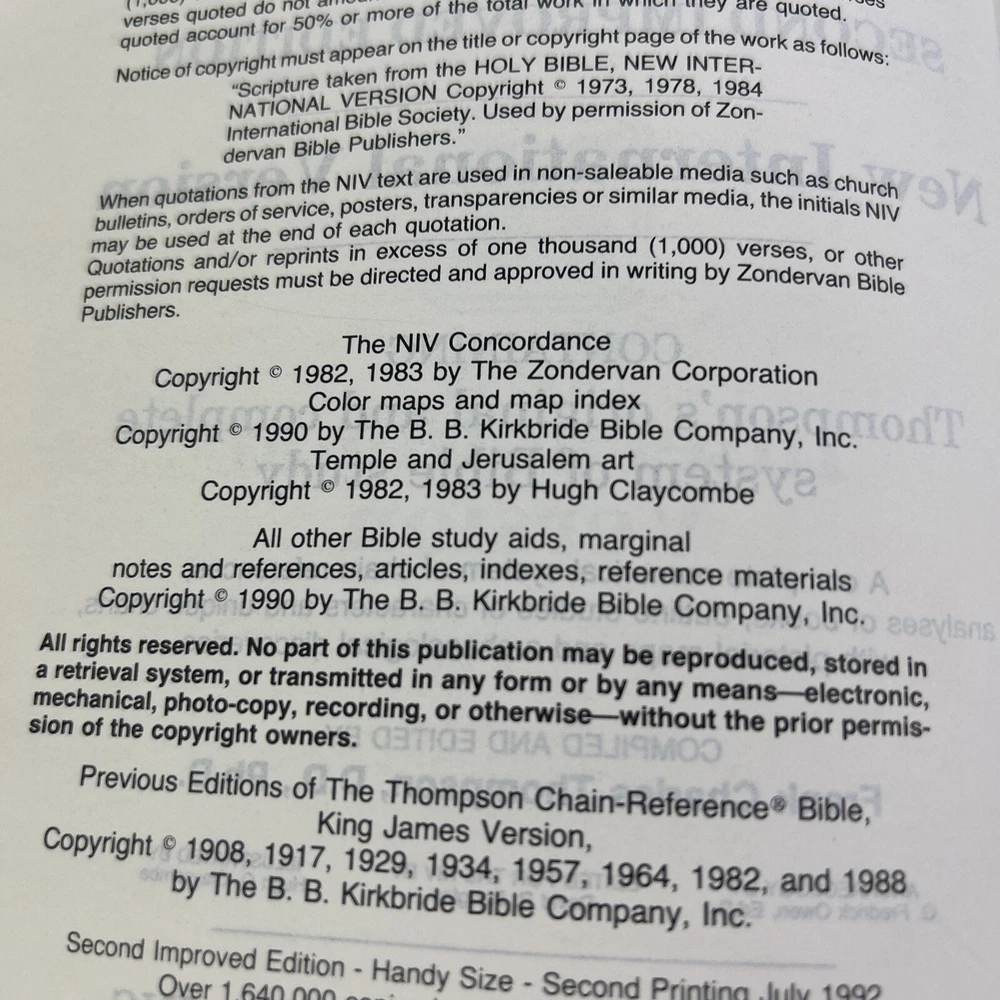 verses quoted do not
quoted account for 50% or more of the total work in which they are quoted.
Notice of copyright must appear on the title or copyright page of the work as follows:
“Scripture taken from the HOLY BIBLE, NEW INTER-
NATIONAL VERSION Copyright © 1973, 1978, 1984
International Bible Society. Used by permission of Zon-
dervan Bible Publishers.”
When quotations from the NIV text are used in non-saleable media such as church
bulletins, orders of service, posters, transparencies or similar media, the initials NIV
may be used at the end of each quotation.
Quotations and/or reprints in excess of one thousand (1,000) verses, or other
permission requests must be directed and approved in writing by Zondervan Bible
Publishers.
The NIV Concordance
Copyright © 1982, 1983 by The Zondervan Corporation
Color maps and map index
Copyright © 1990 by The B. B. Kirkbride Bible Company, Inc.
Temple and Jerusalem art
Copyright © 1982, 1983 by Hugh Claycombe
All other Bible study aids, marginal
notes and references, articles, indexes, reference materials
Copyright © 1990 by The B. B. Kirkbride Bible Company, Inc.
All rights reserved. No part of this publication may be reproduced, stored in
a retrieval system, or transmitted in any form or by any means—electronic,
mechanical, photo-copy, recording, or otherwise—without the prior permis-
sion of the copyright owners.
Previous Editions of The Thompson Chain-Reference® Bible,
King James Version,
Copyright © 1908, 1917, 1929, 1934, 1957, 1964, 1982, and 1988
by The B. B. Kirkbride Bible Company, Inc.
Second Improved Edition - Handy Size - Second Printing July 1992
Over 1,640,000